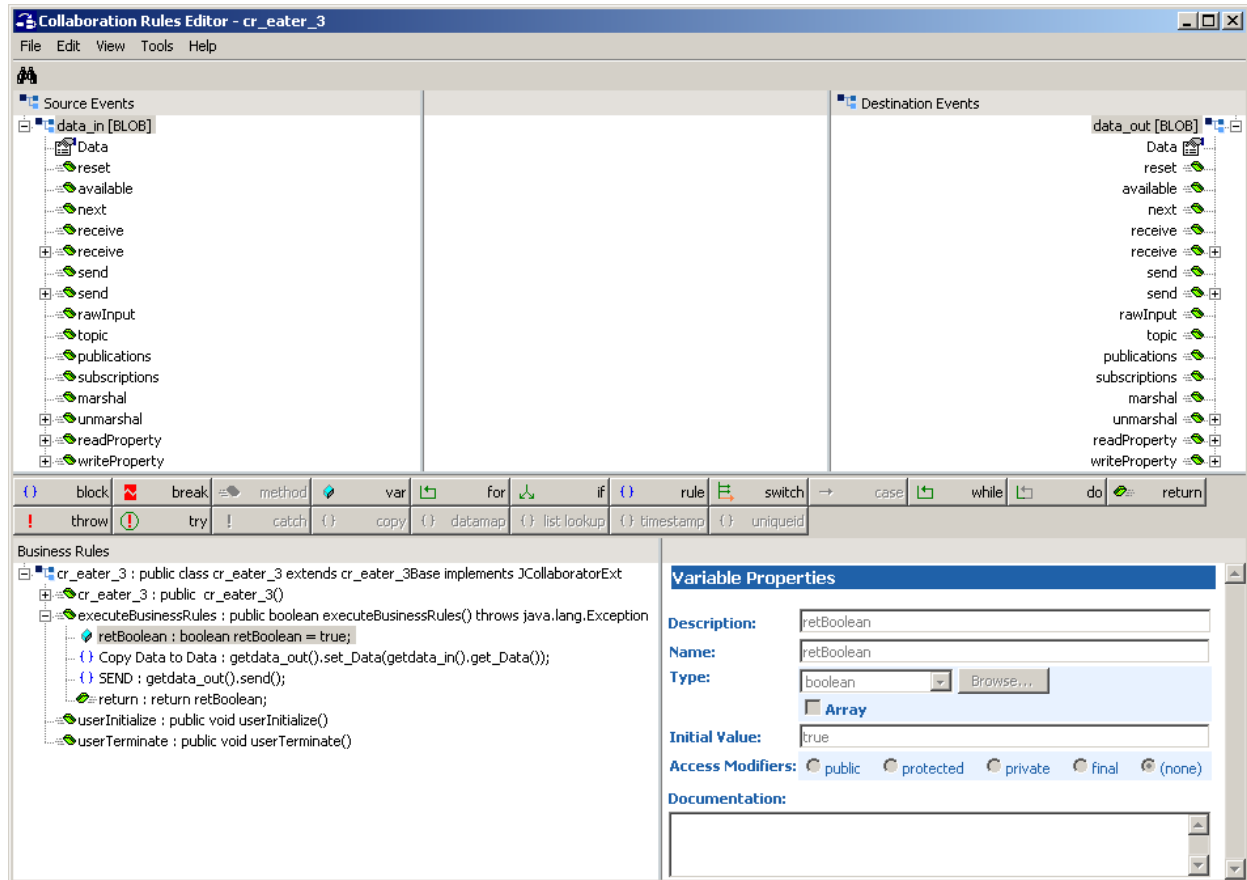 Collaboration Rules Editor - cr_eater_3
File Edit View Tools Help
Source Events
data_in [BLOB]
Data
reset
available
next
receive
receive
send
send
rawInput
topic
publications
subscriptions
marshal
unmarshal
readProperty
writeProperty
Destination Events
data_out [BLOB]
Data
reset
available
next
receive
receive
send
send
rawInput
topic
publications
subscriptions
marshal
unmarshal
readProperty
writeProperty
{} block break method var for if {} rule switch case while do return
! throw try ! catch {} copy {} datamap {} list lookup {} timestamp {} uniqueid
Business Rules
cr_eater_3 : public class cr_eater_3 extends cr_eater_3Base implements JCollaboratorExt
cr_eater_3 : public cr_eater_3()
executeBusinessRules : public boolean executeBusinessRules() throws java.lang.Exception
retBoolean : boolean retBoolean = true;
{} Copy Data to Data : getdata_out().set_Data(getdata_in().get_Data());
{} SEND : getdata_out().send();
return : return retBoolean;
userInitialize : public void userInitialize()
userTerminate : public void userTerminate()
Variable Properties
Description: retBoolean
Name: retBoolean
Type: boolean Browse...
Array
Initial Value: true
Access Modifiers: public protected private final (none)
Documentation: